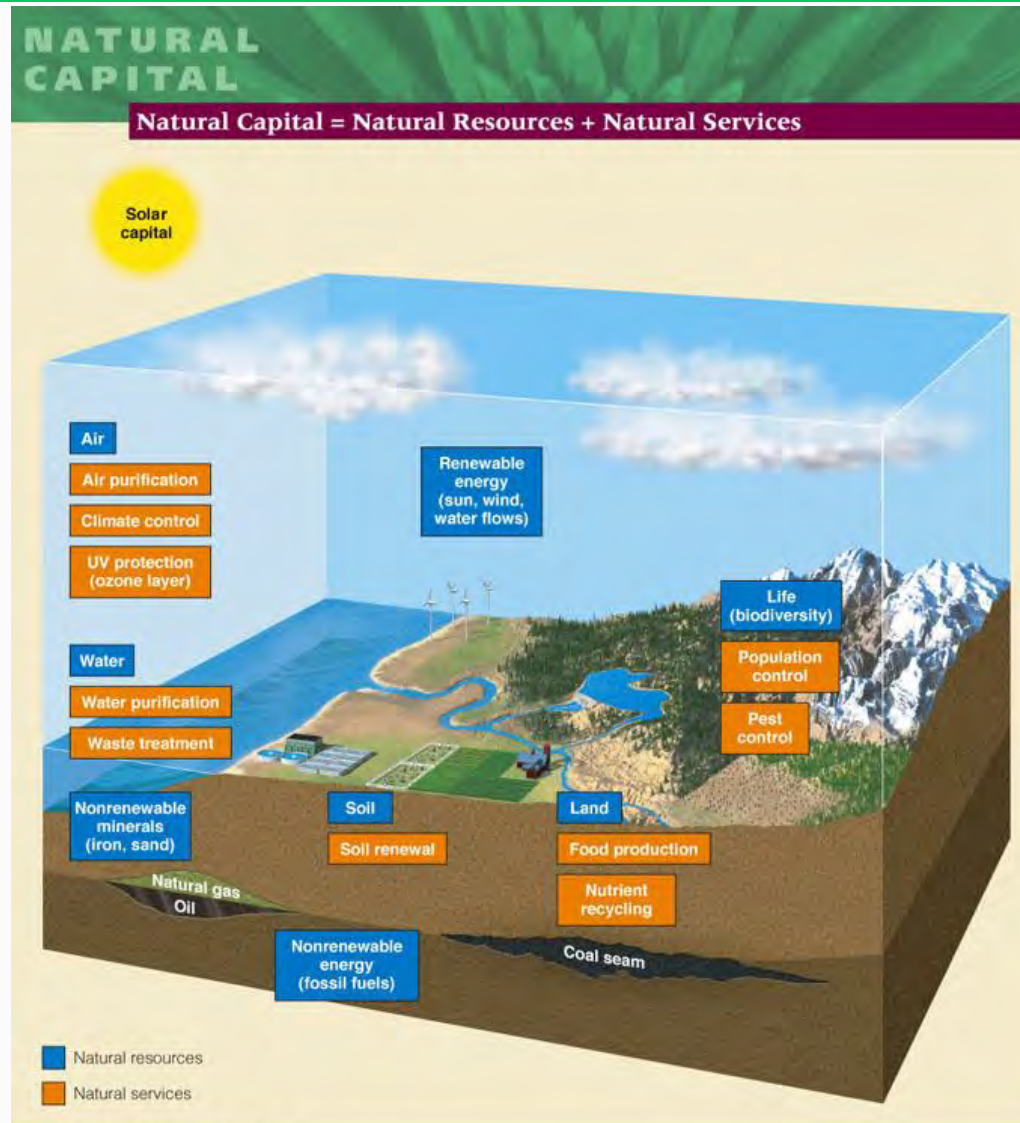 NATURAL
CAPITAL
Natural Capital = Natural Resources + Natural Services
Solar
capital
Air
Air purification
Climate control
UV protection
(ozone layer)
Renewable
energy
(sun, wind,
water flows)
Life
(biodiversity)
Population
control
Pest
control
Water
Water purification
Waste treatment
Nonrenewable
minerals
(iron, sand)
Soil
Soil renewal
Land
Food production
Nutrient
recycling
Natural gas
Oil
Nonrenewable
energy
(fossil fuels)
Coal seam
Natural resources
Natural services